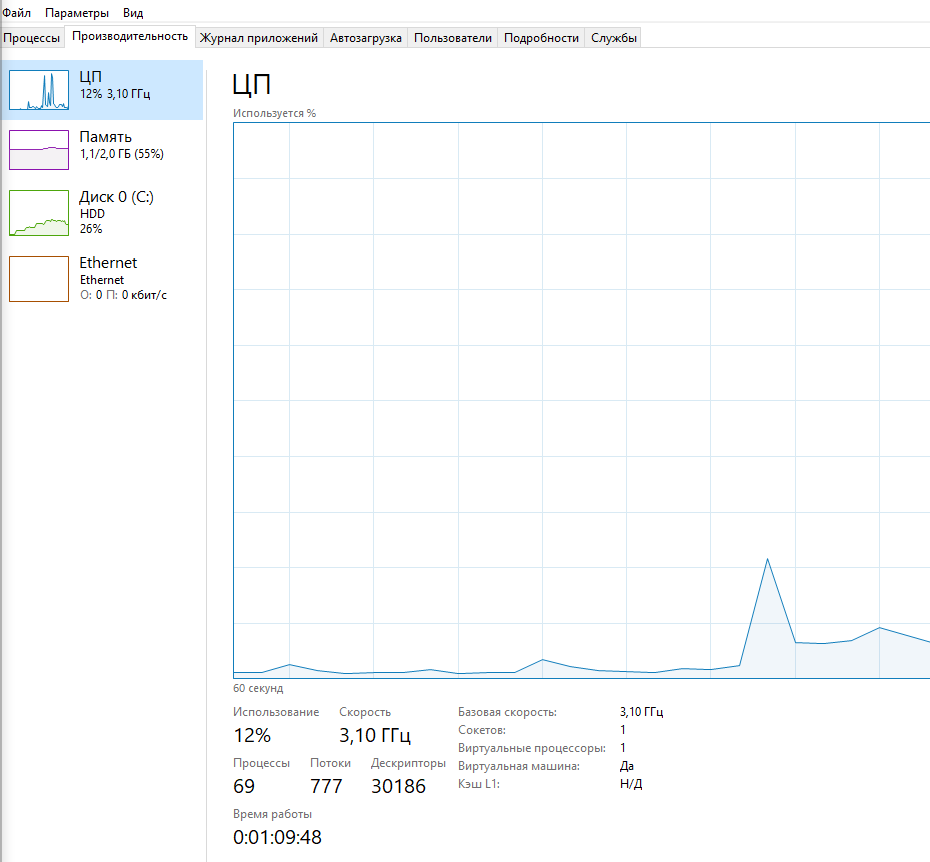 Файл Параметры Вид
Процессы Производительность Журнал приложений Автозагрузка Пользователи Подробности Службы
ЦП
12% 3,10 ГГц
Память
1,1/2,0 ГБ (55%)
Диск 0 (C:)
HDD
26%
Ethernet
Ethernet
О: 0 П: 0 кбит/с
ЦП
Используется %
60 секунд
Использование Скорость
12% 3,10 ГГц
Процессы Потоки Дескрипторы
69 777 30186
Время работы
0:01:09:48
Базовая скорость: 3,10 ГГц
Сокетов: 1
Виртуальные процессоры: 1
Виртуальная машина: Да
Кэш L1: Н/Д